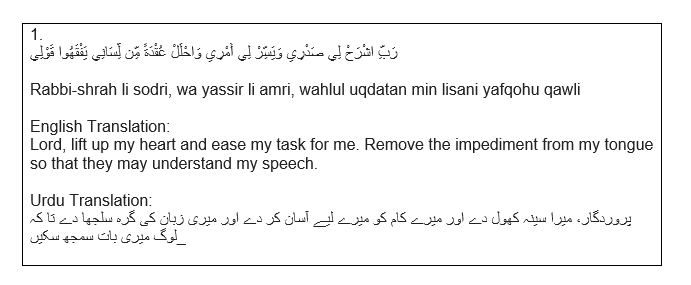 1.
رَبِّ اشْرَحْ لِي صَدْرِي وَيَسِّرْ لِي أَمْرِي وَاحْلُلْ عُقْدَةً مِّن لِّسَانِي يَفْقَهُوا قَوْلِي
Rabbi-shrah li sodri, wa yassir li amri, wahlul uqdatan min lisani yafqohu qawli
English Translation:
Lord, lift up my heart and ease my task for me. Remove the impediment from my tongue
so that they may understand my speech.
Urdu Translation:
پروردگار، میرا سینہ کھول دے اور میرے کام کو میرے لیے آسان کر دے اور میری زبان کی گرہ سلجھا دے تا کہ
لوگ میری بات سمجھ سکیں_